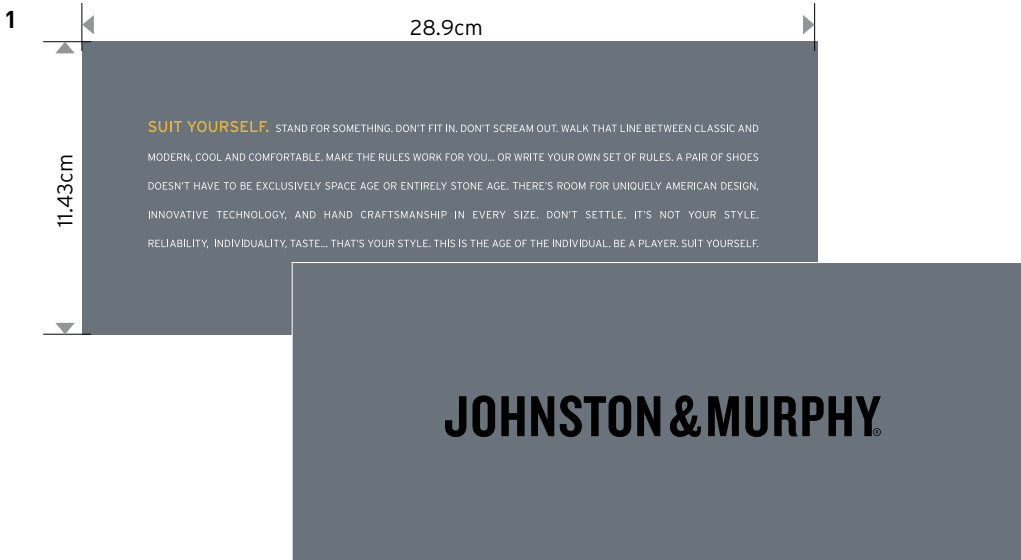 1
28.9cm
11.43cm
SUIT YOURSELF. STAND FOR SOMETHING. DON'T FIT IN. DON'T SCREAM OUT. WALK THAT LINE BETWEEN CLASSIC AND
MODERN, COOL AND COMFORTABLE. MAKE THE RULES WORK FOR YOU... OR WRITE YOUR OWN SET OF RULES. A PAIR OF SHOES
DOESN'T HAVE TO BE EXCLUSIVELY SPACE AGE OR ENTIRELY STONE AGE. THERE'S ROOM FOR UNIQUELY AMERICAN DESIGN,
INNOVATIVE TECHNOLOGY, AND HAND CRAFTSMANSHIP IN EVERY SIZE. DON'T SETTLE. IT'S NOT YOUR STYLE.
RELIABILITY, INDIVIDUALITY, TASTE... THAT'S YOUR STYLE. THIS IS THE AGE OF THE INDIVIDUAL. BE A PLAYER. SUIT YOURSELF.
JOHNSTON & MURPHY®